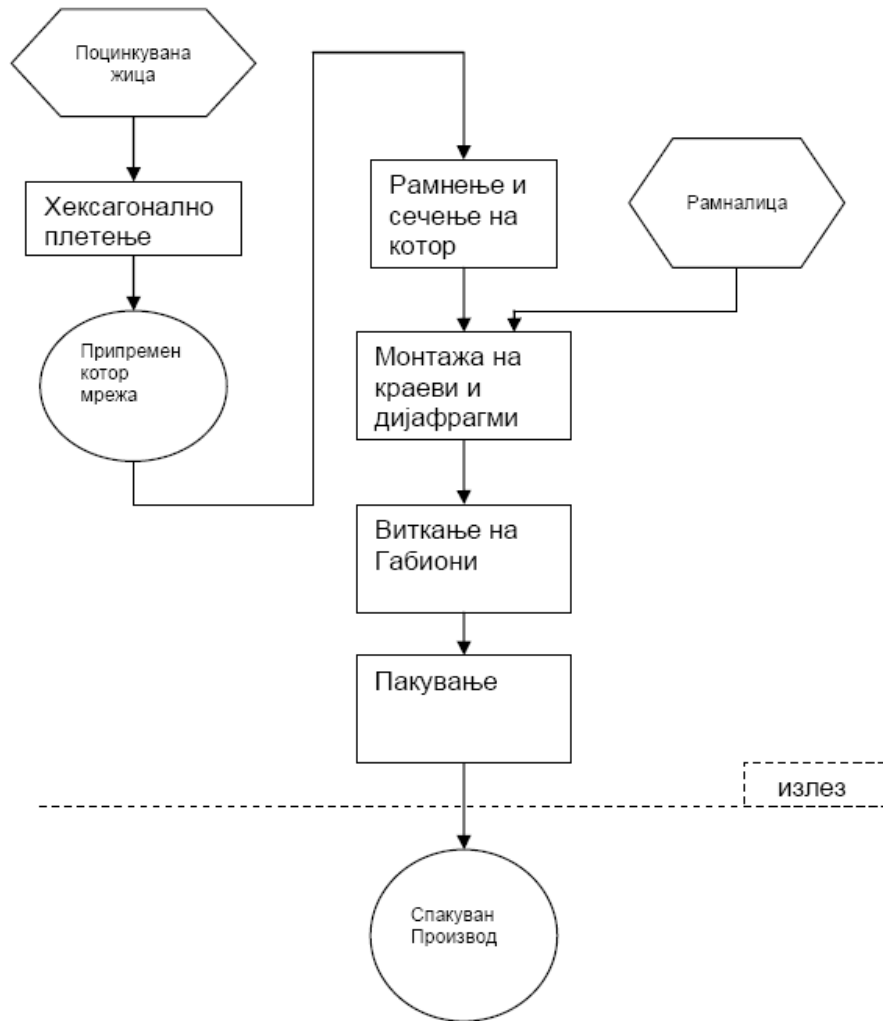 Поцинкувана
жица
Хексагонално
плетење
Припремен
котор
мрежа
Рамнење и
сечење на
котор
Рамналица
Монтажа на
краеви и
дијафрагми
Виткање на
Габиони
Пакување
излез
Спакуван
Производ